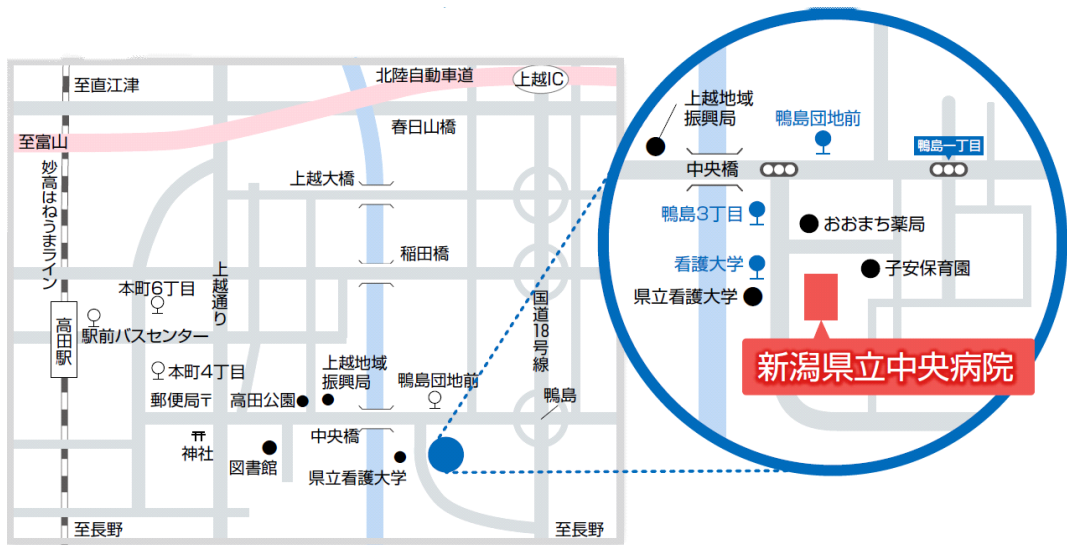 至直江津
北陸自動車道
上越IC
至富山
春日山橋
妙高はねうまライン
上越大橋
稲田橋
上越通り
本町6丁目
国道18号線
高田駅
駅前バスセンター
本町4丁目
上越地域
振興局
鴨島団地前
郵便局〒
高田公園
鴨島
神社
中央橋
図書館
県立看護大学
至長野
至長野
上越地域
振興局
鴨島団地前
鴨島一丁目
中央橋
鴨島3丁目
おおまち薬局
看護大学
子安保育園
県立看護大学
新潟県立中央病院